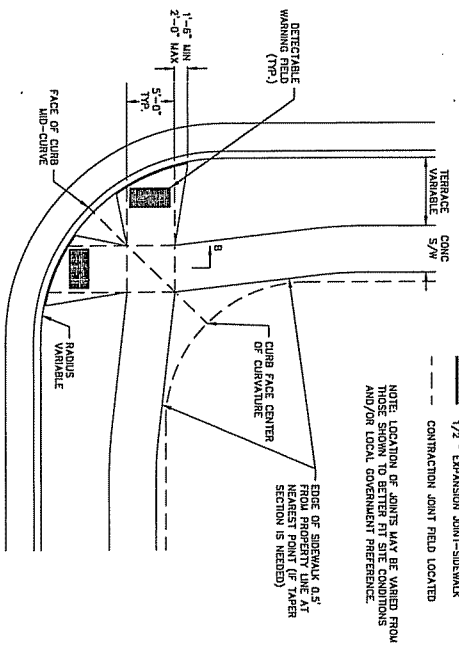 1/2" EXPANSION JOINT-SIDEWALK
CONTRACTION JOINT FIELD LOCATED
NOTE: LOCATION OF JOINTS MAY BE VARIED FROM
THOSE SHOWN TO BETTER FIT SITE CONDITIONS
AND/OR LOCAL GOVERNMENT PREFERENCE.
TERRACE
VARIABLE
CONC
S/W
1'-6" MIN
2'-0" MAX
DETECTABLE
WARNING FIELD
(TYP.)
5'-0"
TYP.
FACE OF CURB
MID-CURVE
B
CURB FACE CENTER
OF CURVATURE
RADIUS
VARIABLE
EDGE OF SIDEWALK 0.5'
FROM PROPERTY LINE AT
NEAREST POINT (IF TAPER
SECTION IS NEEDED)